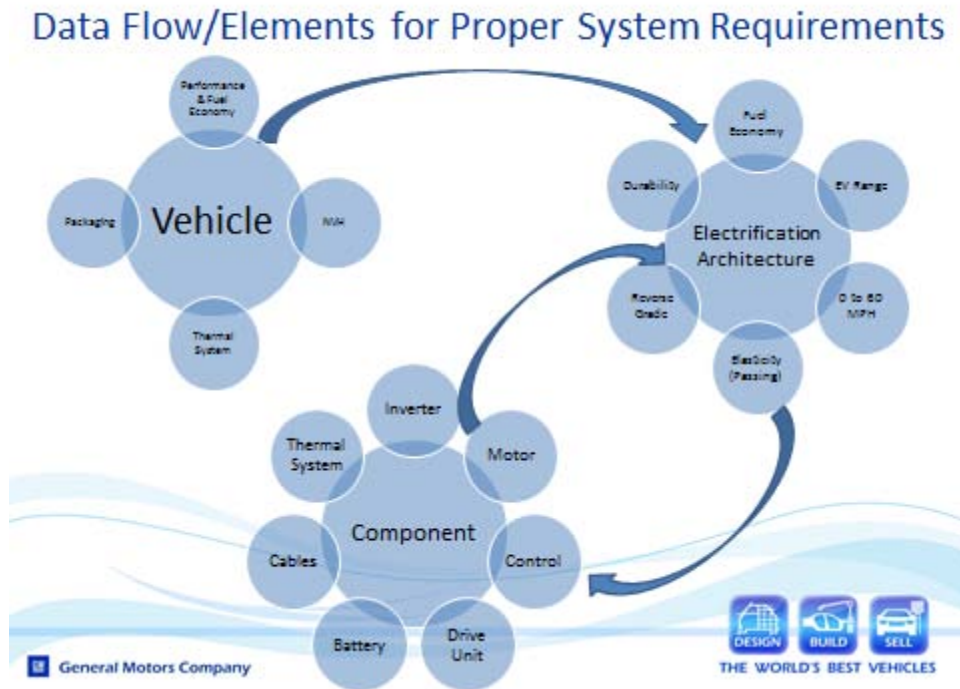 Data Flow/Elements for Proper System Requirements
Performance
& Fuel
Economy
Packaging
Vehicle
NVH
Thermal
System
Fuel
Economy
Durability
EV Range
Electrification
Architecture
Reverse
Grade
0 to 60
MPH
Elasticity
(Passing)
Inverter
Thermal
System
Motor
Component
Cables
Control
Battery
Drive
Unit
GM
General Motors Company
DESIGN
BUILD
SELL
THE WORLD'S BEST VEHICLES